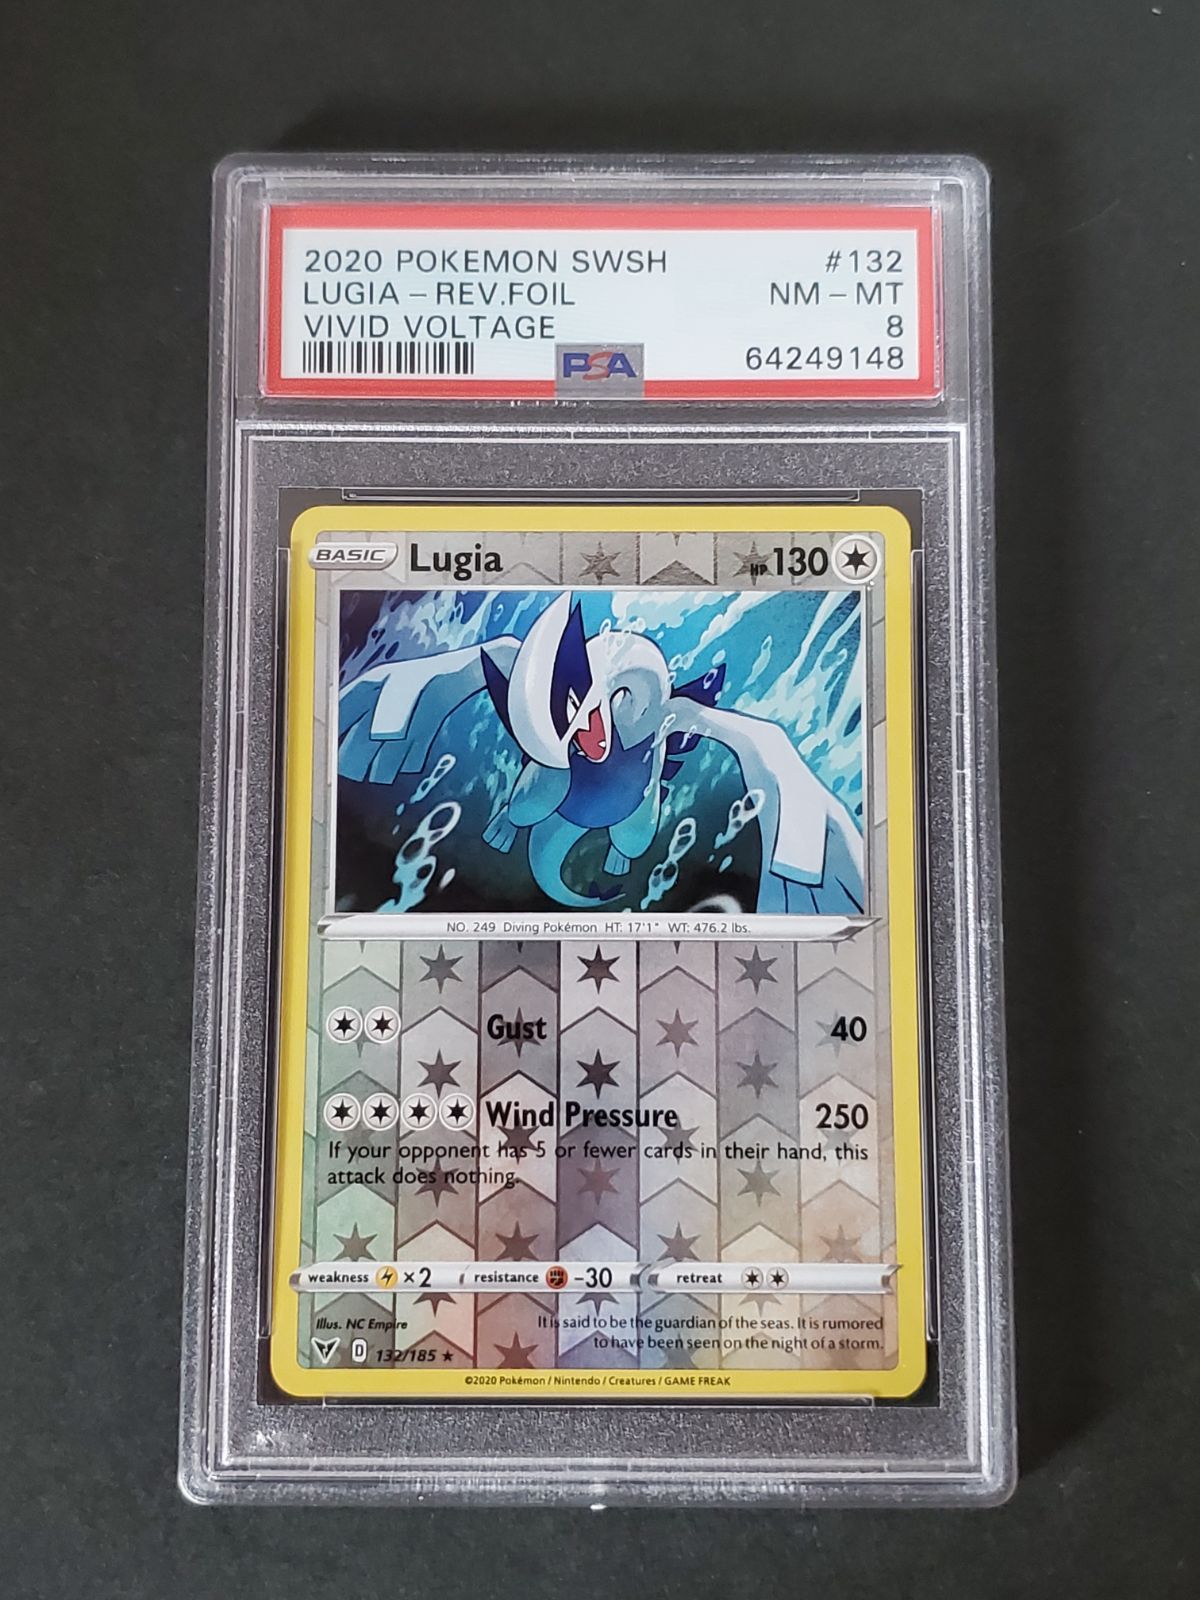 2020 POKEMON SWSH #132
LUGIA - REV.FOIL NM - MT
VIVID VOLTAGE 8
PSA 64249148
BASIC Lugia HP 130
NO. 249 Diving Pokémon HT: 17'1" WT: 476.2 lbs.
Gust 40
Wind Pressure 250
If your opponent has 5 or fewer cards in their hand, this
attack does nothing.
weakness ×2 resistance -30 retreat
Illus. NC Empire It is said to be the guardian of the seas. It is rumored
to have been seen on the night of a storm.
D 132/185 ★
©2020 Pokémon / Nintendo / Creatures / GAME FREAK